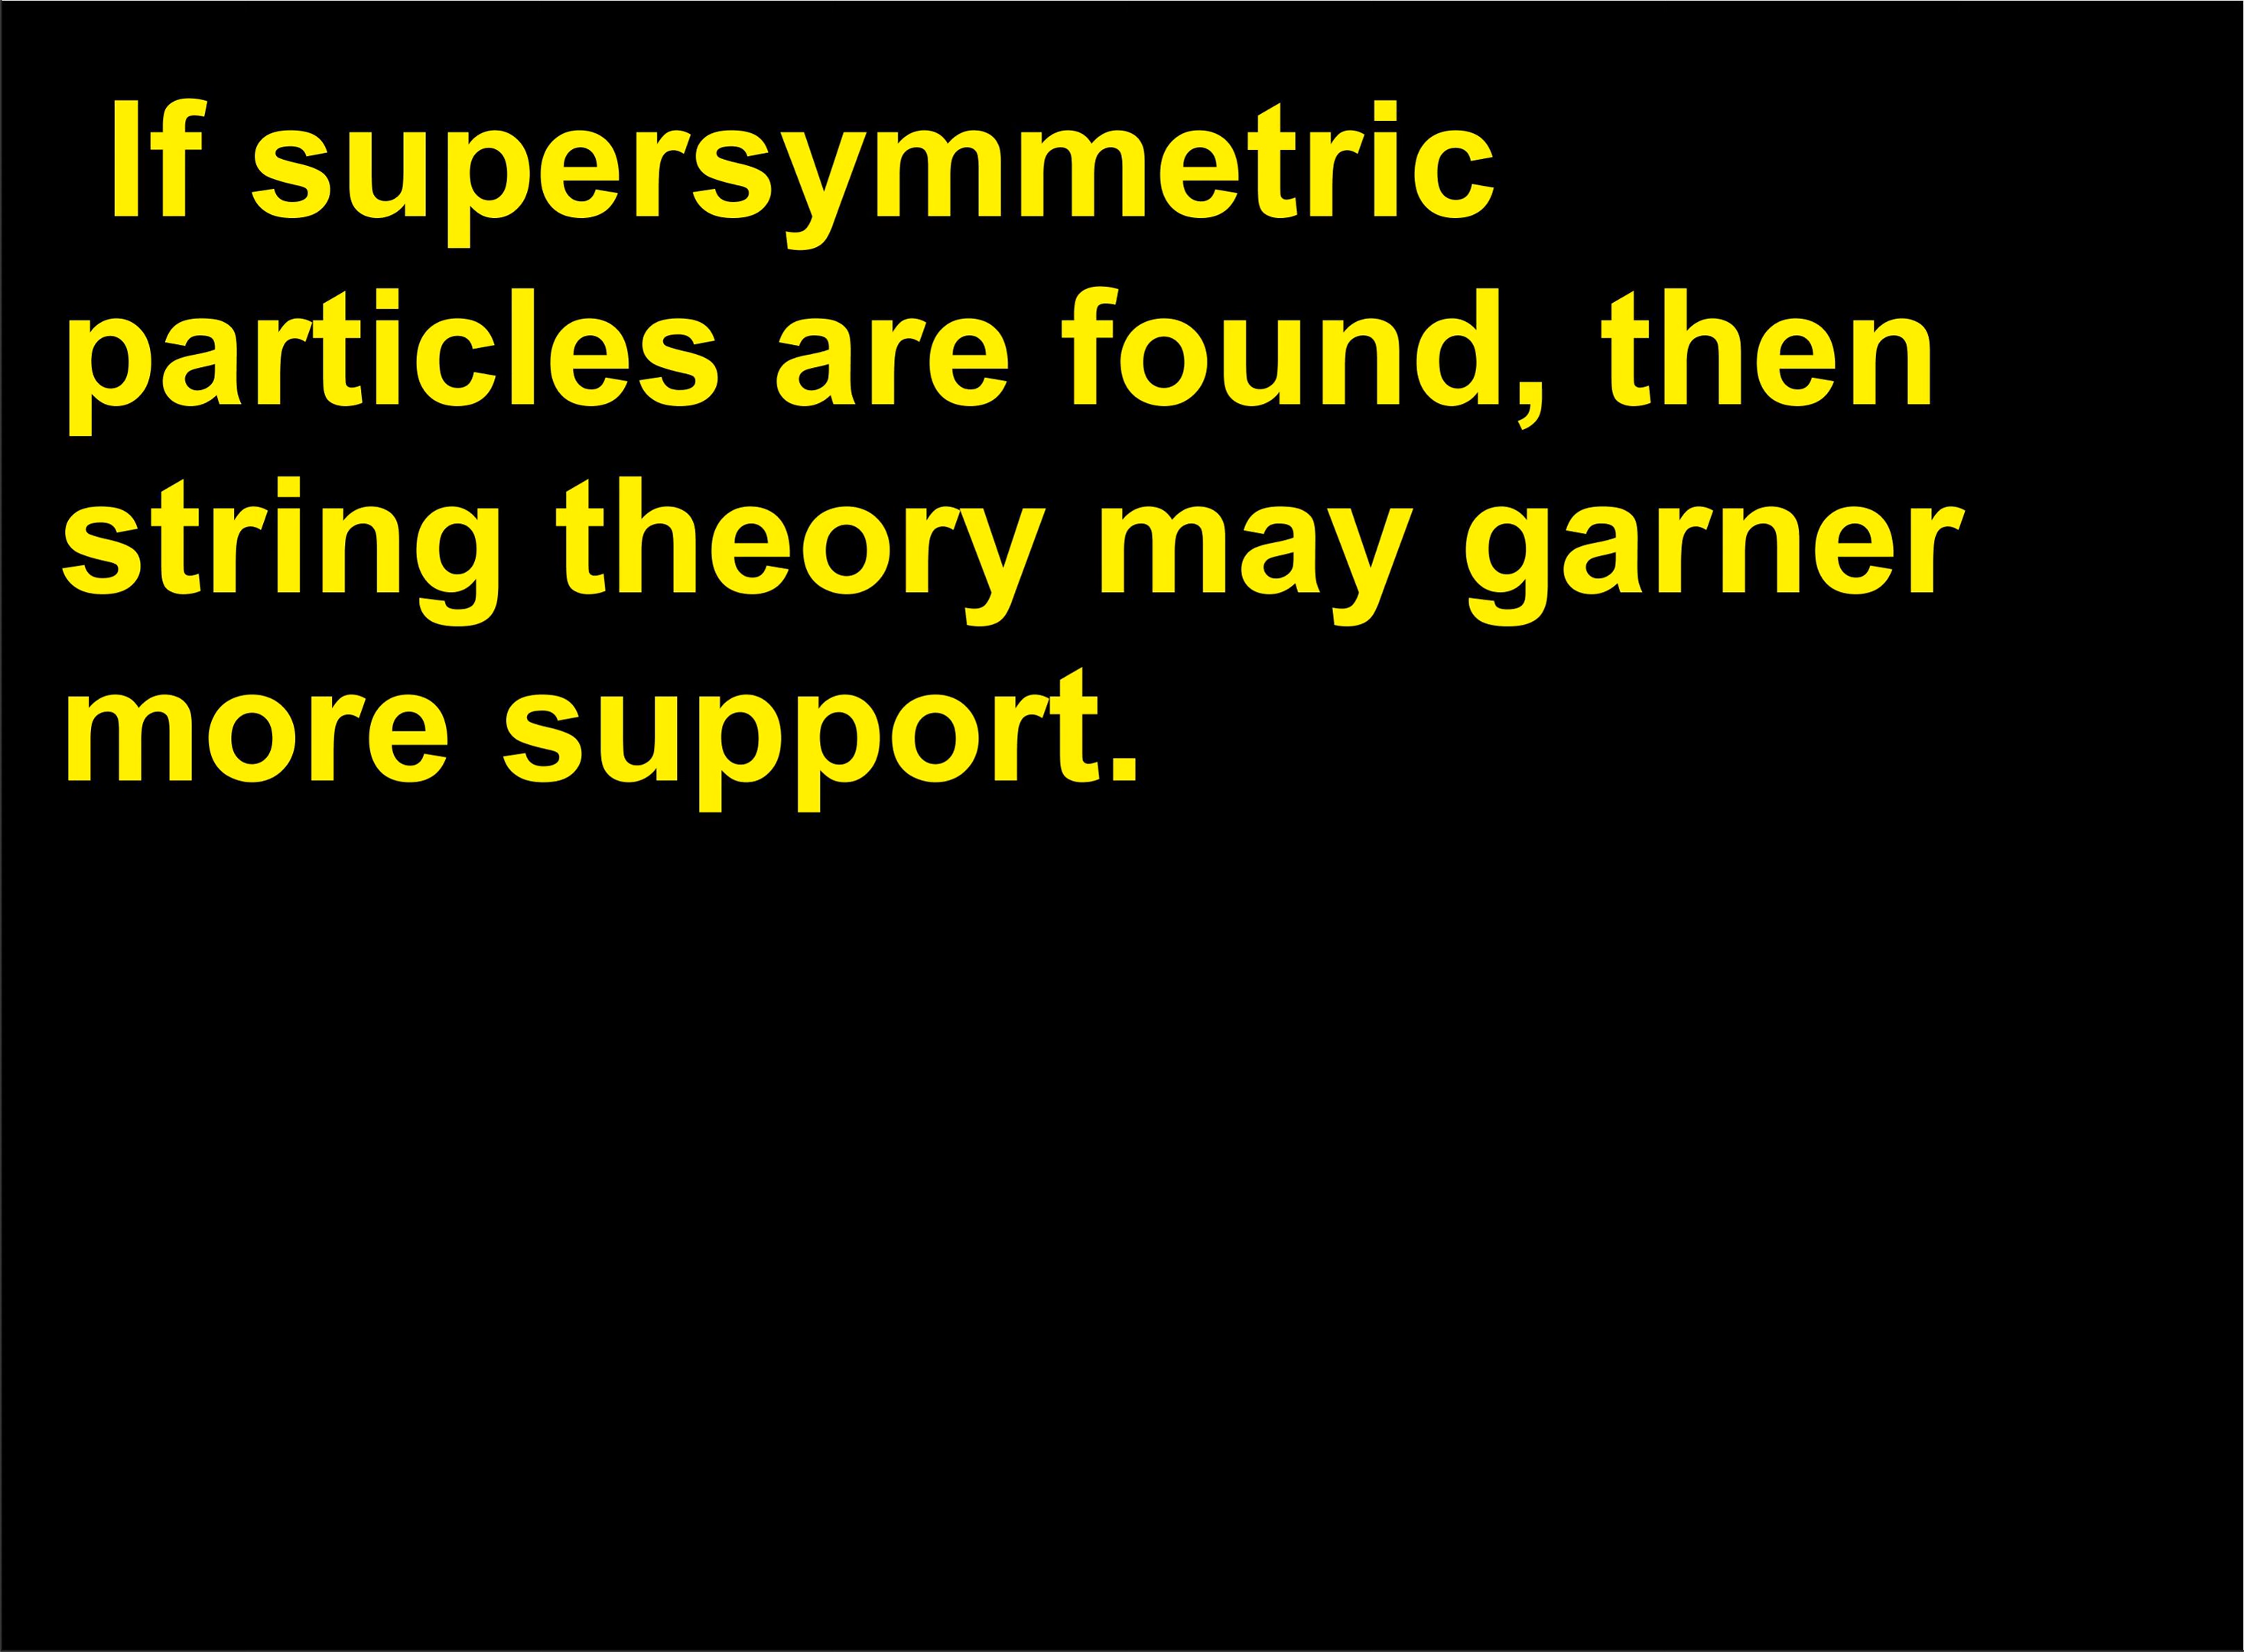 If supersymmetric
particles are found, then
string theory may garner
more support.